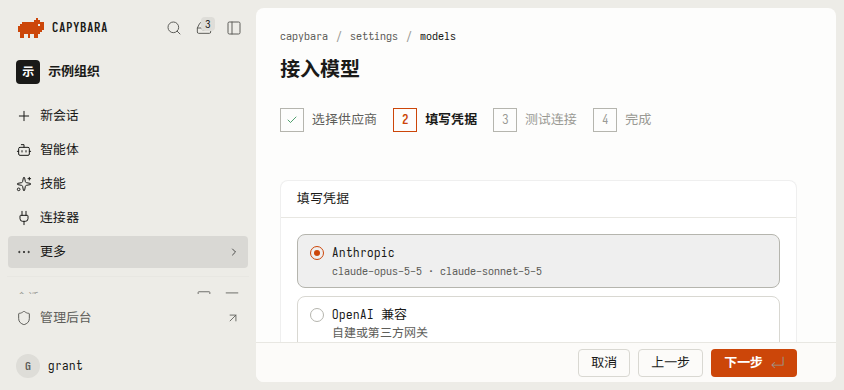 CAPYBARA
3
示 示例组织
新会话
智能体
技能
连接器
更多
管理后台
G grant
capybara / settings / models
接入模型
选择供应商 2 填写凭据 3 测试连接 4 完成
填写凭据
Anthropic
claude-opus-5-5 · claude-sonnet-5-5
OpenAI 兼容
自建或第三方网关
取消 上一步 下一步